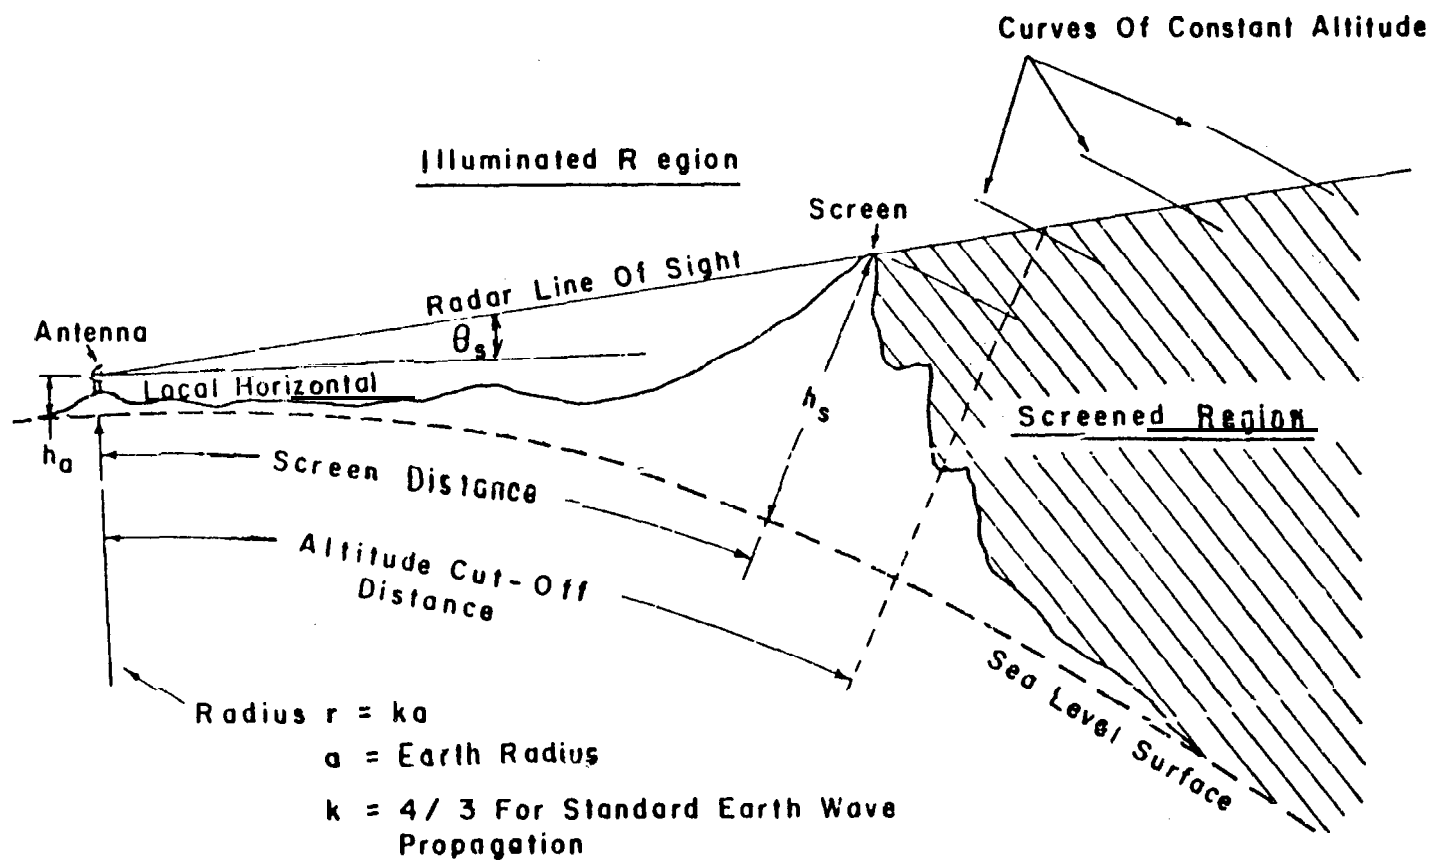 Curves Of Constant Altitude
Illuminated Region
Screen
Radar Line Of Sight
Antenna
θs
Local Horizontal
hs
Screened Region
ha
Screen Distance
Altitude Cut-Off
Distance
Sea Level Surface
Radius r = ka
a = Earth Radius
k = 4/3 For Standard Earth Wave
Propagation